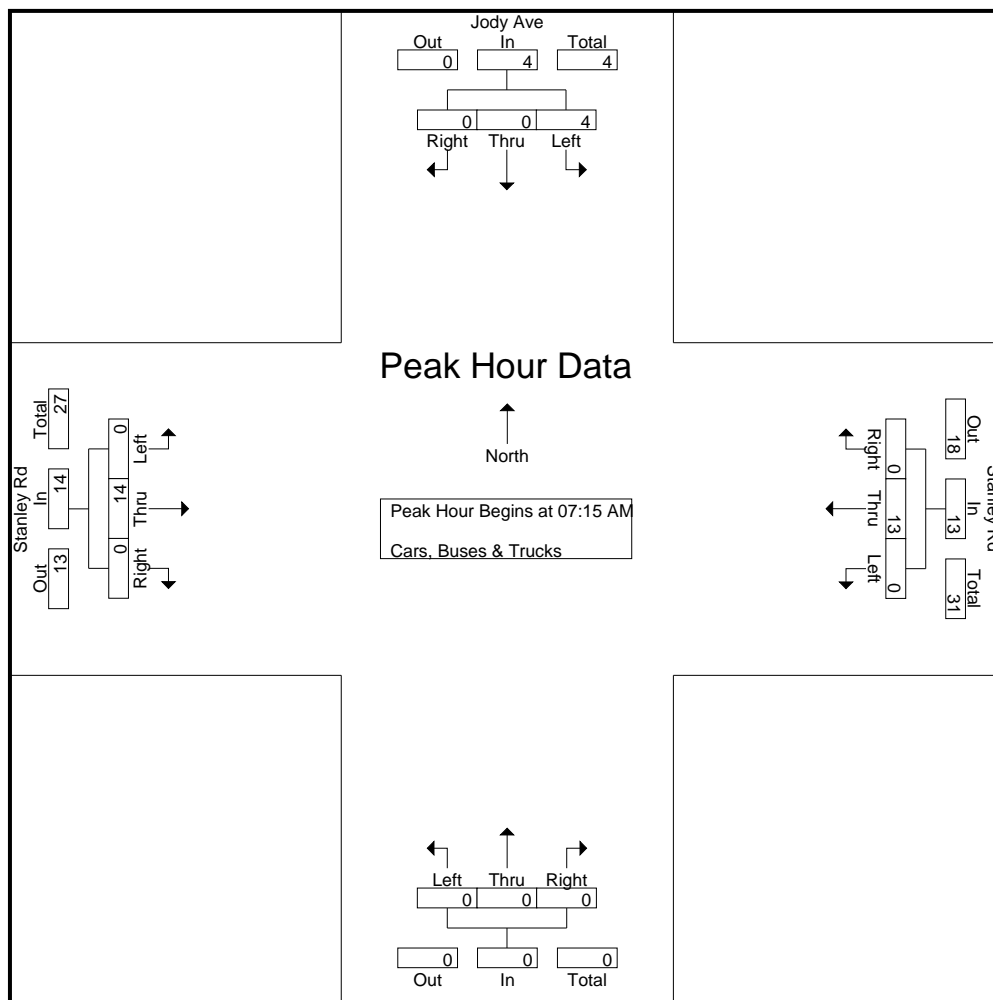 Jody Ave
Out In Total
0 4 4
0 0 4
Right Thru Left
Peak Hour Data
North
Peak Hour Begins at 07:15 AM
Cars, Buses & Trucks
Stanley Rd
Total In Out
27 14 13
0 14 0
Left Thru Right
Stanley Rd
Out In Total
18 13 31
0 13 0
Right Thru Left
Left Thru Right
0 0 0
0 0 0
Out In Total